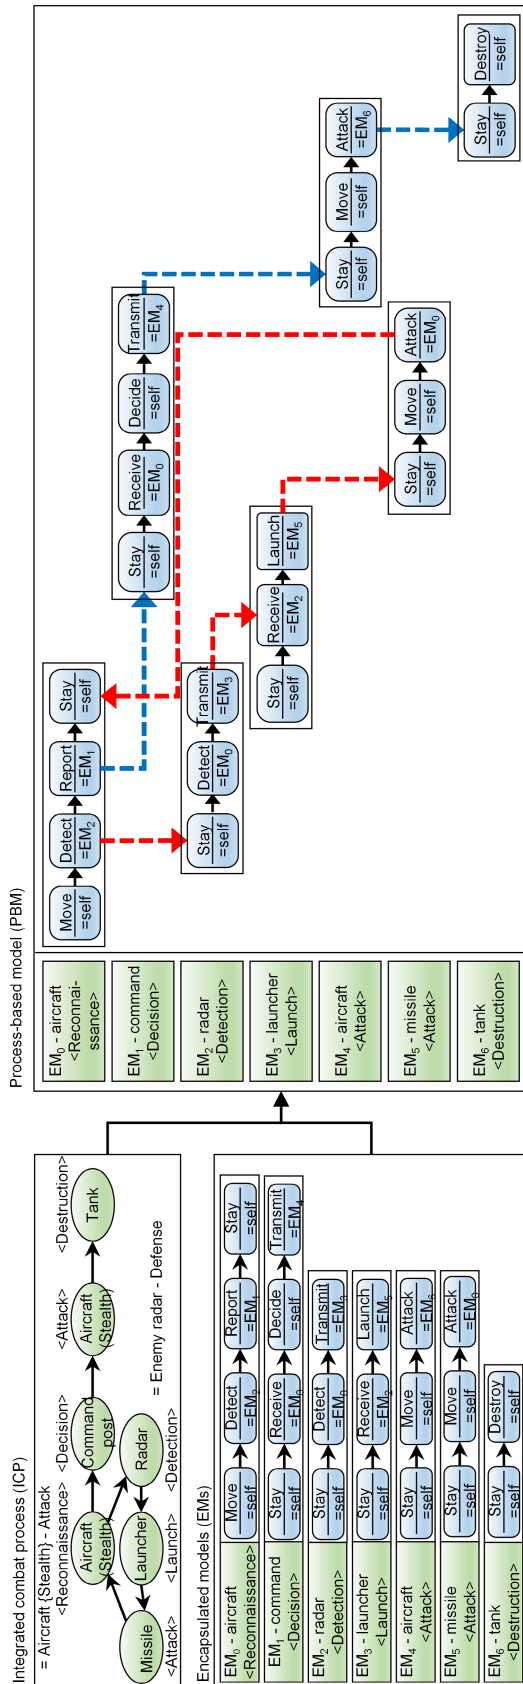 Integrated combat process (ICP)
= Aircraft {Stealth} - Attack
<Reconnaissance>
<Decision>
<Attack>
<Destruction>
Aircraft
(Stealth)
Command
post
Aircraft
(Stealth)
Tank
Missile
Launcher
Radar
= Enemy radar - Defense
<Attack>
<Launch>
<Detection>
Encapsulated models (EMs)
EM0 - aircraft
<Reconnaissance>
Move
=self
Detect
=EM2
Report
=EM1
Stay
=self
EM1 - command
<Decision>
Stay
=self
Receive
=EM0
Decide
=self
Transmit
=EM4
EM2 - radar
<Detection>
Stay
=self
Detect
=EM0
Transmit
=EM3
EM3 - launcher
<Launch>
Stay
=self
Receive
=EM2
Launch
=EM5
EM4 - aircraft
<Attack>
Stay
=self
Move
=self
Attack
=EM6
EM5 - missile
<Attack>
Stay
=self
Move
=self
Attack
=EM0
EM6 - tank
<Destruction>
Stay
=self
Destroy
=self
Process-based model (PBM)
EM0 - aircraft
<Reconnai-
ssance>
Move
=self
Detect
=EM2
Report
=EM1
Stay
=self
EM1 - command
<Decision>
Stay
=self
Receive
=EM0
Decide
=self
Transmit
=EM4
EM2 - radar
<Detection>
Stay
=self
Detect
=EM0
Transmit
=EM3
EM3 - launcher
<Launch>
Stay
=self
Receive
=EM2
Launch
=EM5
EM4 - aircraft
<Attack>
Stay
=self
Move
=self
Attack
=EM6
EM5 - missile
<Attack>
Stay
=self
Move
=self
Attack
=EM0
EM6 - tank
<Destruction>
Stay
=self
Destroy
=self